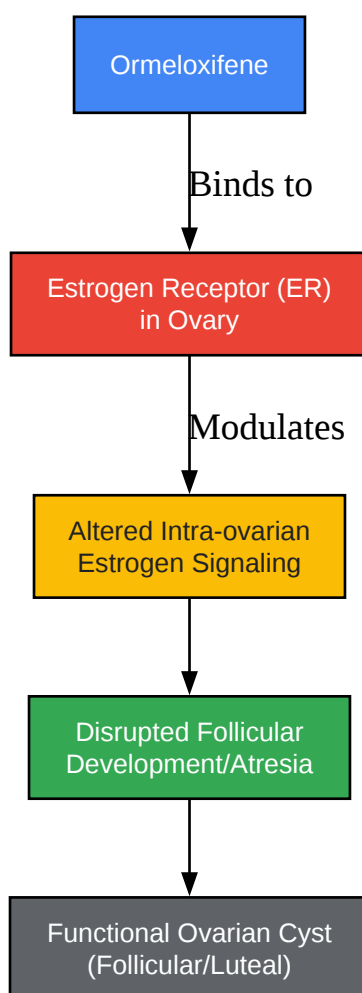 Ormeloxifene
Binds to
Estrogen Receptor (ER)
in Ovary
Modulates
Altered Intra-ovarian
Estrogen Signaling
Disrupted Follicular
Development/Atresia
Functional Ovarian Cyst
(Follicular/Luteal)